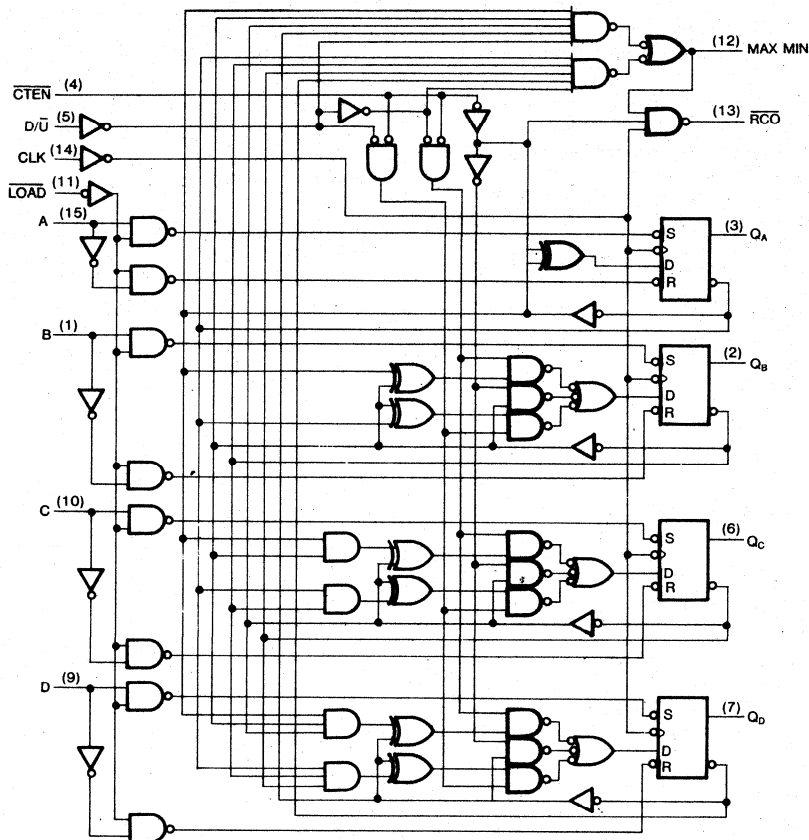 (12) MAX MIN
CTEN (4)
D/U (5)
(13) RCO
CLK (14)
(11)
LOAD
A (15)
S (3) QA
D
R
B (1)
S (2) QB
D
R
C (10)
S (6) QC
D
R
D (9)
S (7) QD
D
R